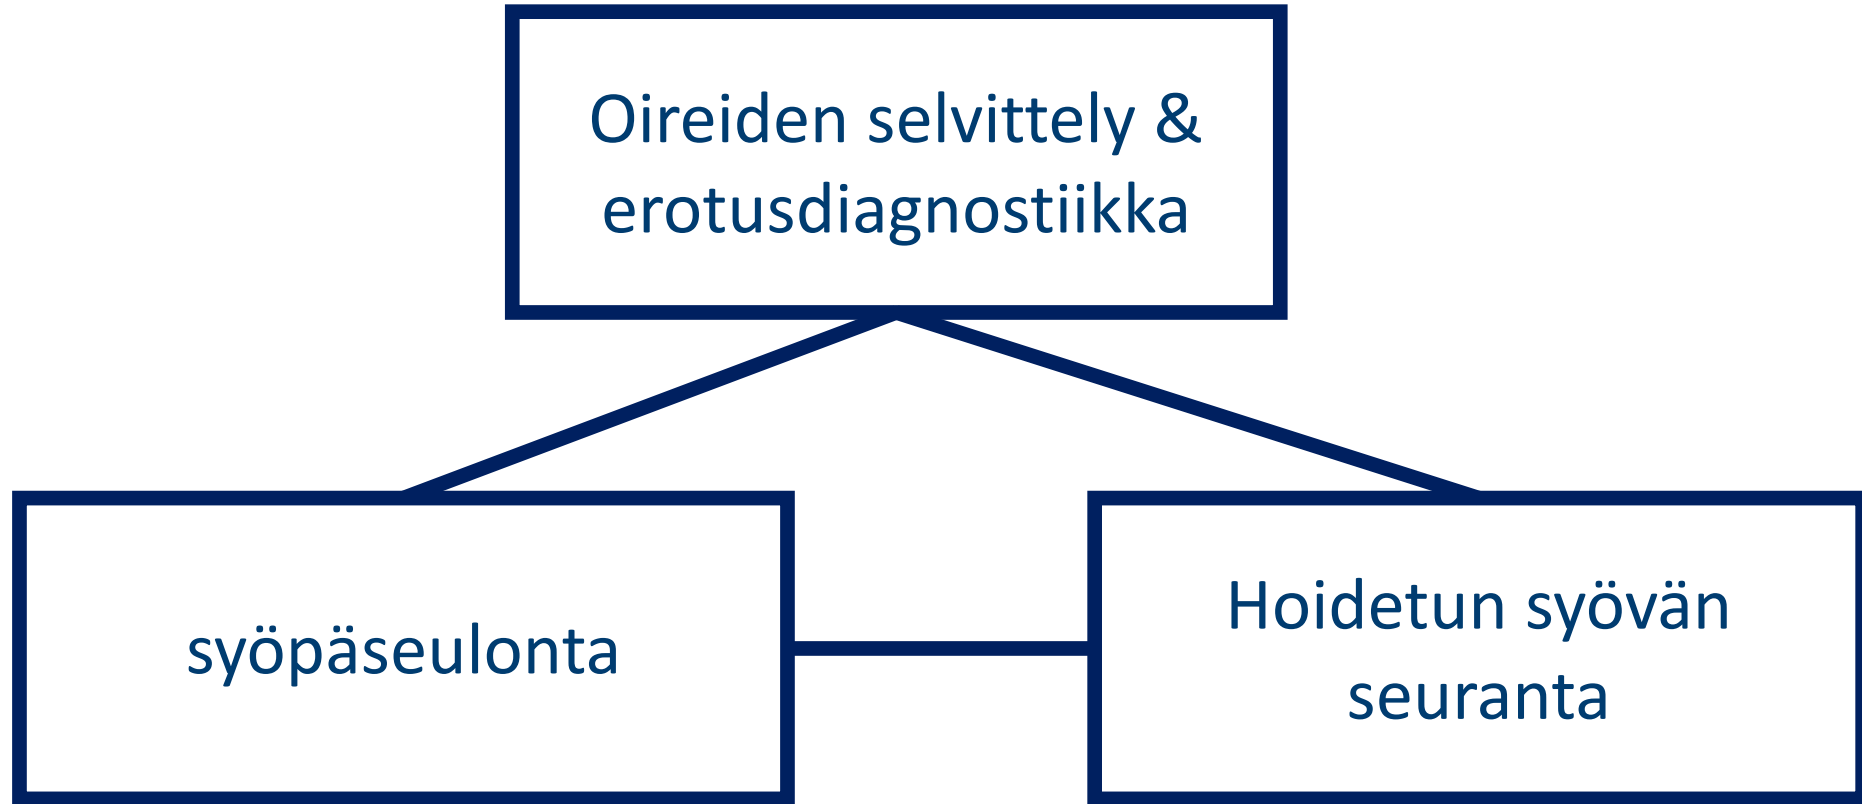 Oireiden selvittely &
erotusdiagnostiikka
syöpäseulonta
Hoidetun syövän
seuranta